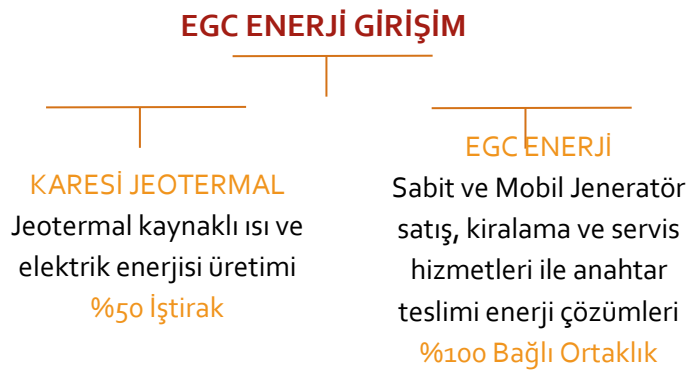 EGC ENERJİ GİRİŞİM
KARESİ JEOTERMAL
Jeotermal kaynaklı ısı ve
elektrik enerjisi üretimi
%50 İştirak
EGC ENERJİ
Sabit ve Mobil Jeneratör
satış, kiralama ve servis
hizmetleri ile anahtar
teslimi enerji çözümleri
%100 Bağlı Ortaklık